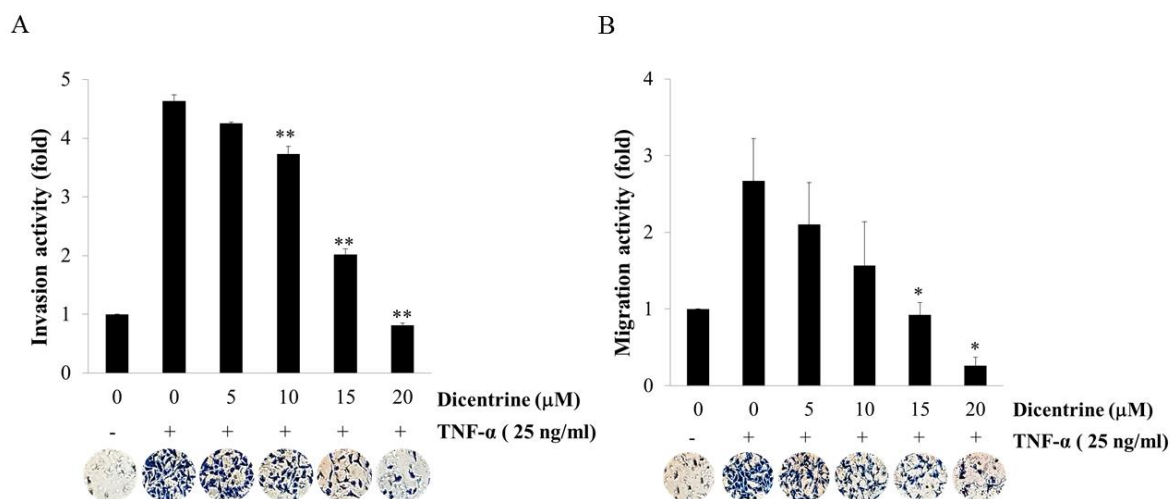 A
B
Invasion activity (fold)
5
4
3
2
1
0
**
**
**
0 0 5 10 15 20 Dicentrine (µM)
- + + + + + TNF-α ( 25 ng/ml)
Migration activity (fold)
4
3
2
1
0
*
*
0 0 5 10 15 20 Dicentrine (µM)
- + + + + + TNF-α ( 25 ng/ml)